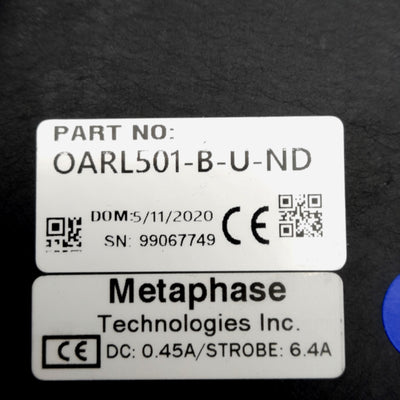 PART NO:
OARL501-B-U-ND
DOM:5/11/2020
SN: 99067749
CE
Metaphase
Technologies Inc.
CE DC: 0.45A/STROBE: 6.4A